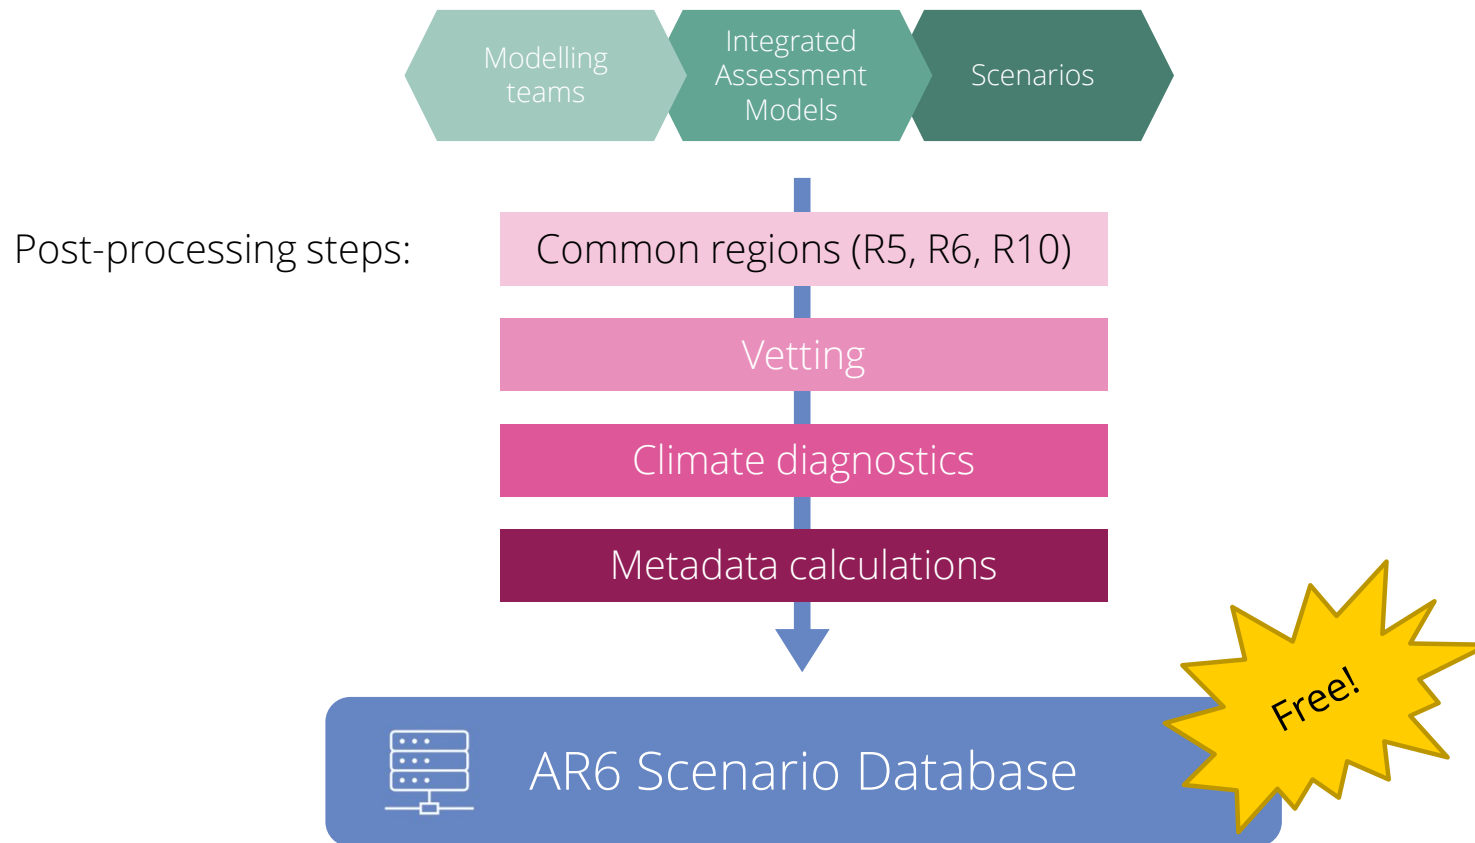 Modelling
teams
Integrated
Assessment
Models
Scenarios
Post-processing steps:
Common regions (R5, R6, R10)
Vetting
Climate diagnostics
Metadata calculations
Free!
AR6 Scenario Database